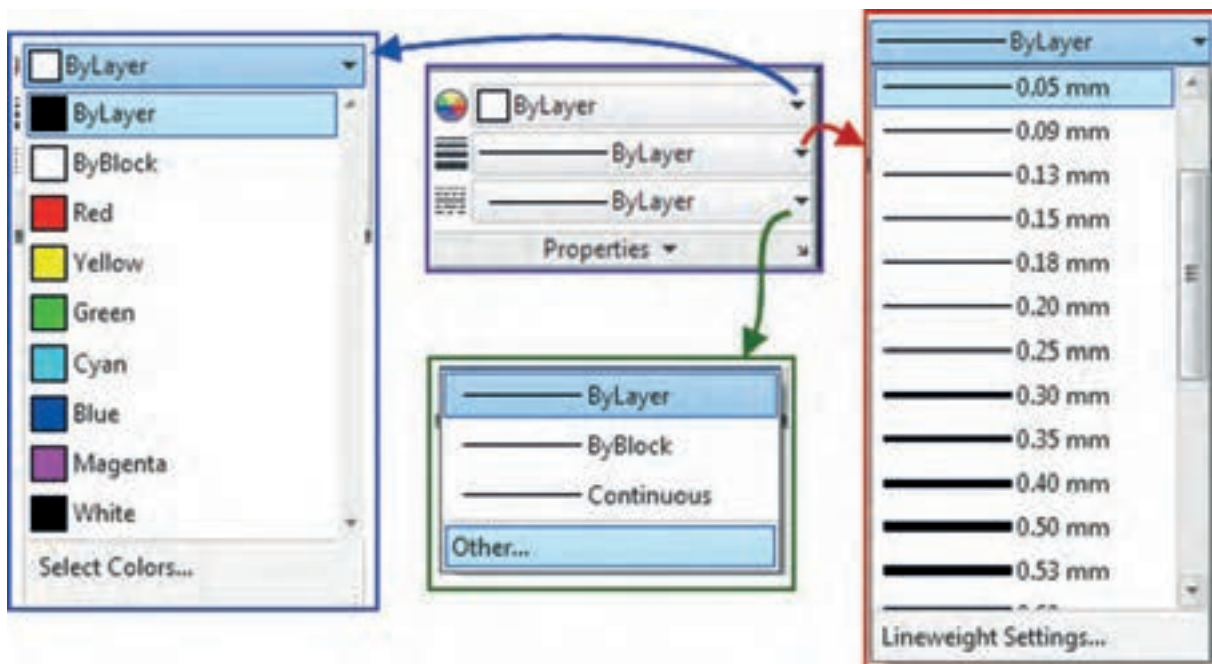 ByLayer
ByLayer
ByBlock
Red
Yellow
Green
Cyan
Blue
Magenta
White
Select Colors...
ByLayer
ByLayer
ByLayer
Properties
ByLayer
ByBlock
Continuous
Other...
ByLayer
0.05 mm
0.09 mm
0.13 mm
0.15 mm
0.18 mm
0.20 mm
0.25 mm
0.30 mm
0.35 mm
0.40 mm
0.50 mm
0.53 mm
Lineweight Settings...